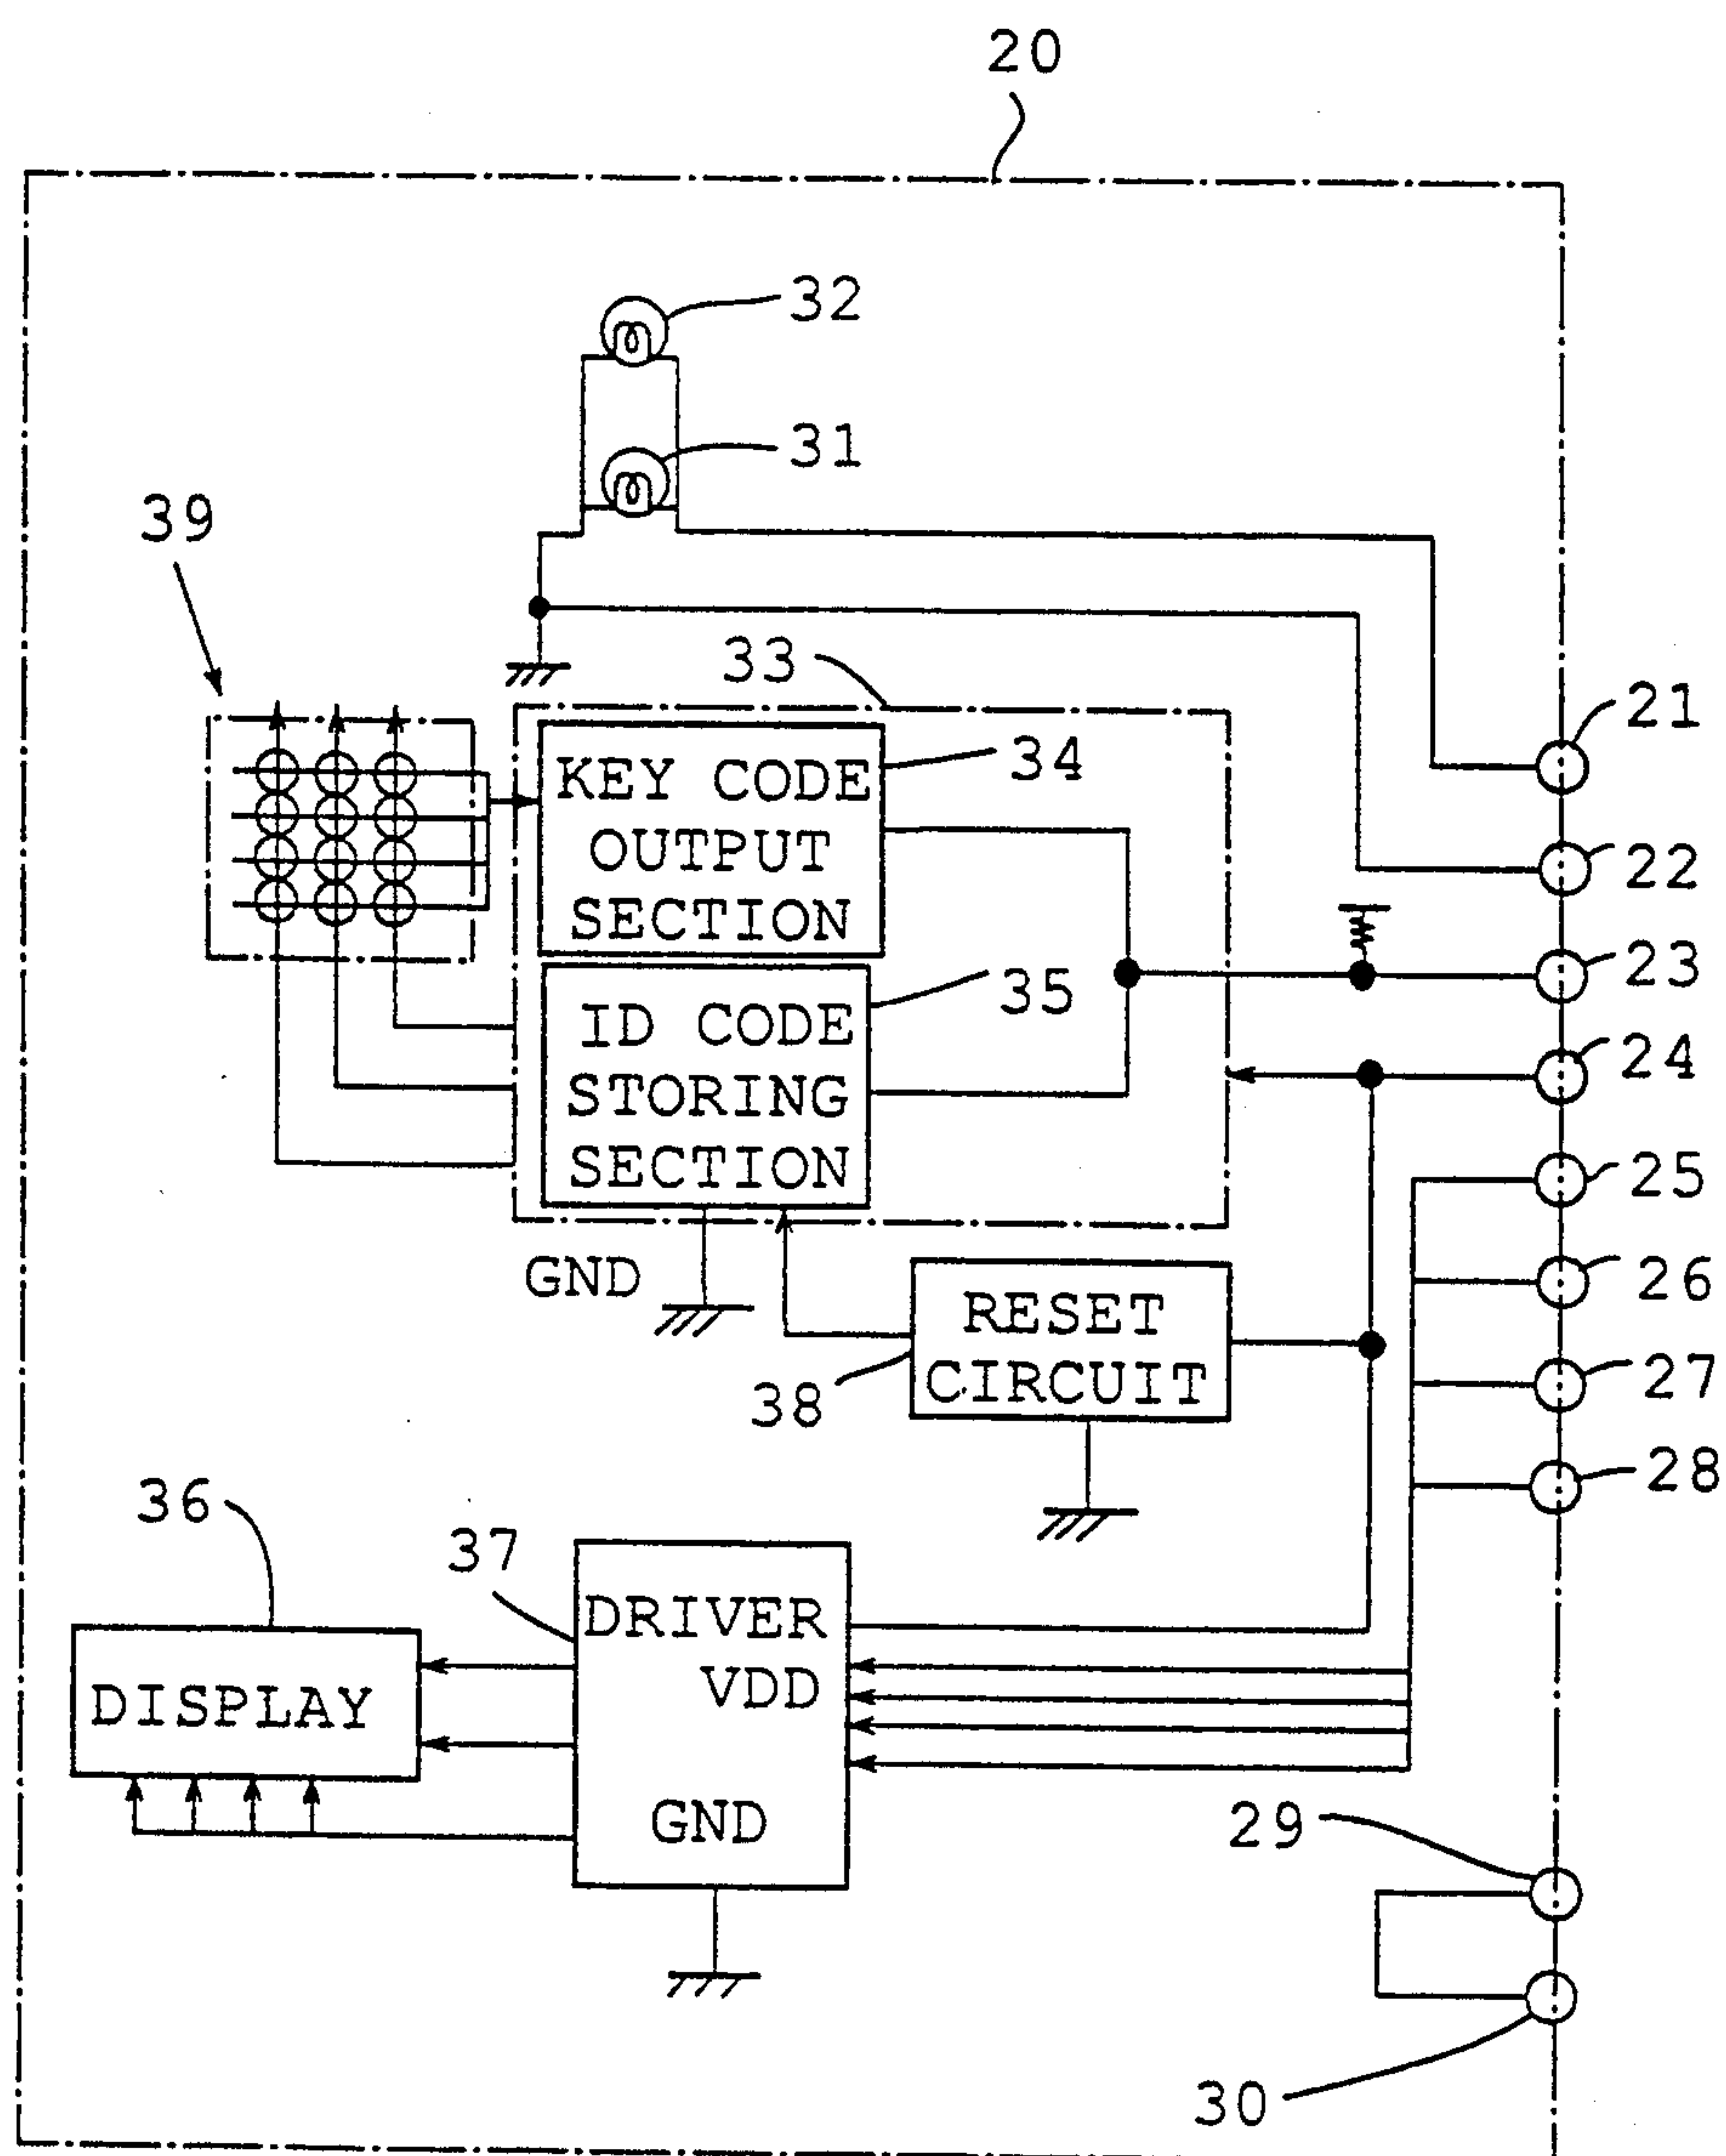 20
32
31
39
33
21
KEY CODE
OUTPUT
SECTION
34
22
23
ID CODE
STORING
SECTION
35
24
25
GND
26
RESET
CIRCUIT
38
27
28
36
37
DRIVER
VDD
GND
DISPLAY
29
30